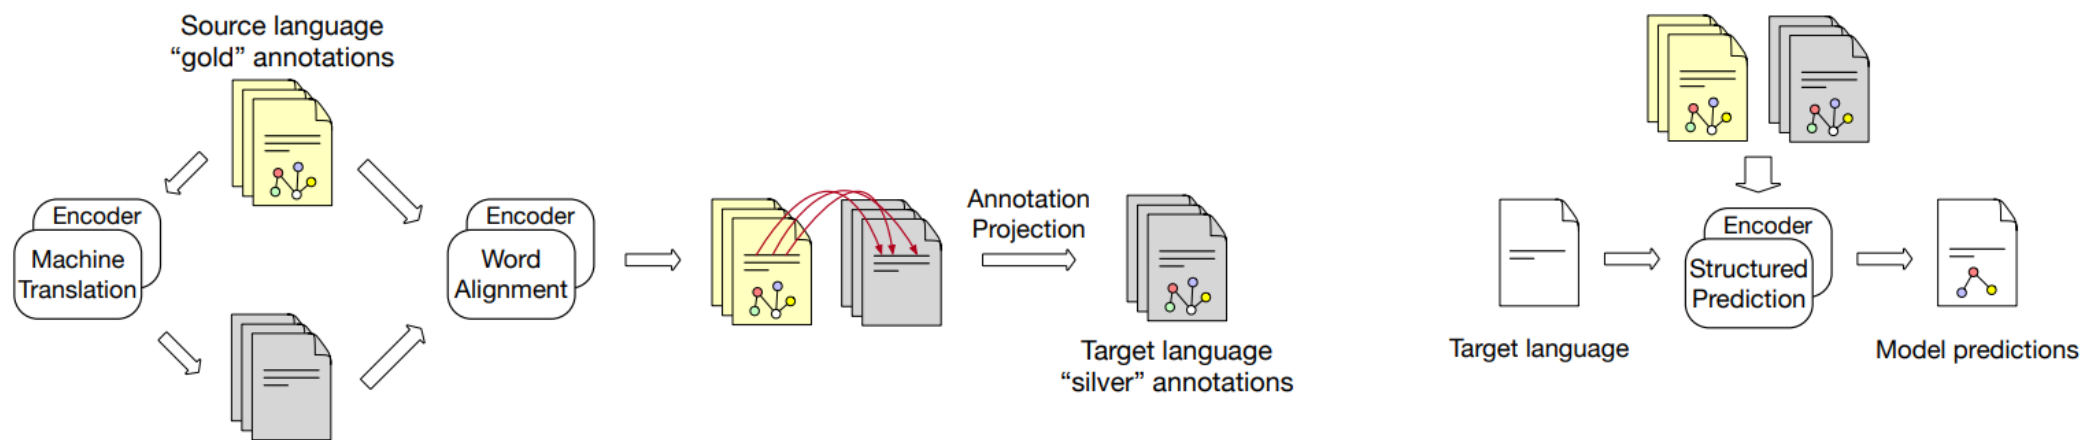 Source language
“gold” annotations
Encoder
Machine
Translation
Encoder
Word
Alignment
Annotation
Projection
Target language
“silver” annotations
Target language
Encoder
Structured
Prediction
Model predictions